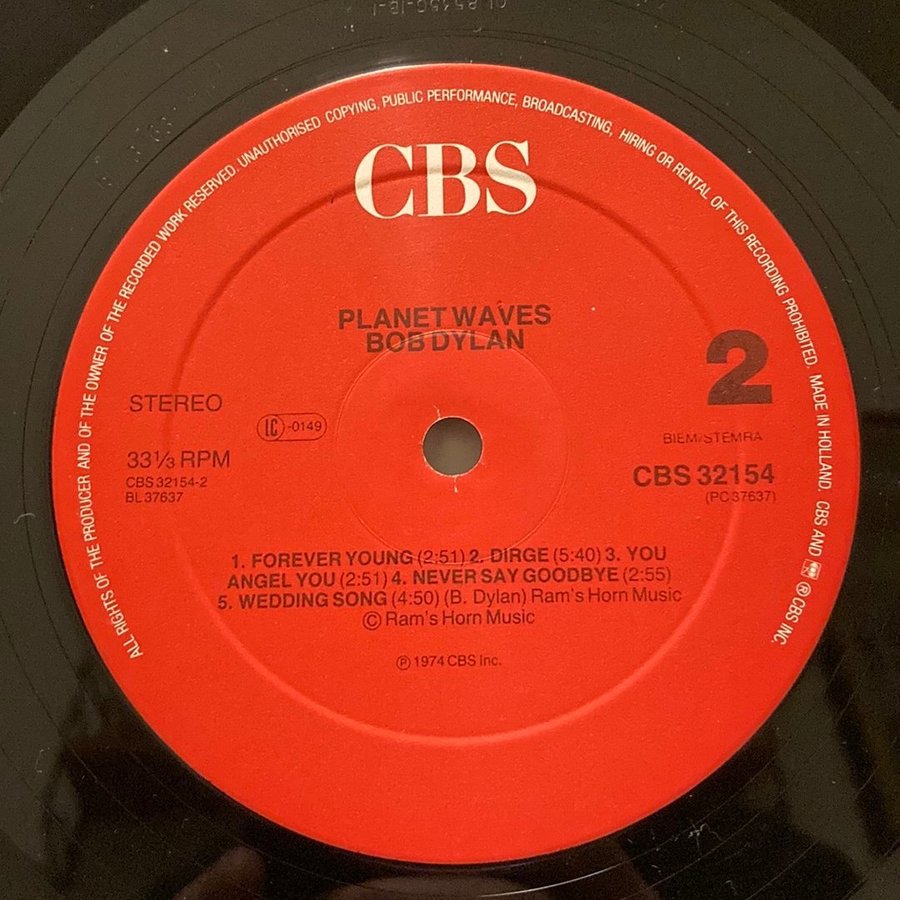 ALL RIGHTS OF THE PRODUCER AND OF THE OWNER OF THE RECORDED WORK RESERVED. UNAUTHORISED COPYING, PUBLIC PERFORMANCE, BROADCASTING, HIRING OR RENTAL OF THIS RECORDING PROHIBITED. MADE IN HOLLAND. CBS AND ® CBS INC.
CBS
PLANET WAVES
BOB DYLAN
2
STEREO
LC -0149
BIEM/STEMRA
33⅓ RPM
CBS 32154
CBS 32154-2
(PC 37637)
BL 37637
1. FOREVER YOUNG (2:51) 2. DIRGE (5:40) 3. YOU
ANGEL YOU (2:51) 4. NEVER SAY GOODBYE (2:55)
5. WEDDING SONG (4:50) (B. Dylan) Ram's Horn Music
© Ram's Horn Music
℗ 1974 CBS Inc.